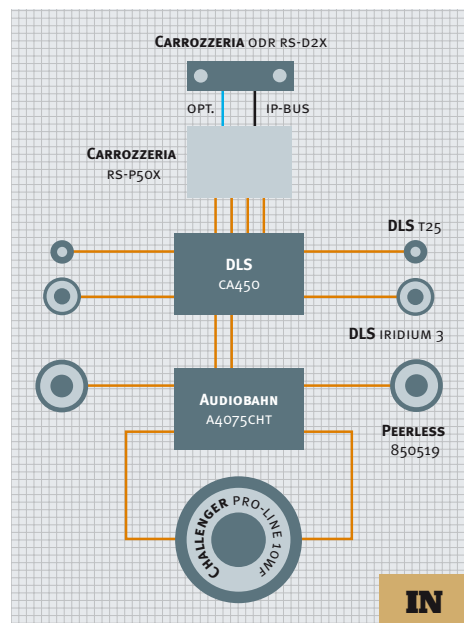 CARROZZERIA ODR RS-D2X
OPT. IP-BUS
CARROZZERIA
RS-P50X
DLS T25
DLS
CA450
DLS IRIDIUM 3
AUDIOBAHN
A4075CHT
PEERLESS
850519
CHALLENGER PRO-LINE 10WF
IN